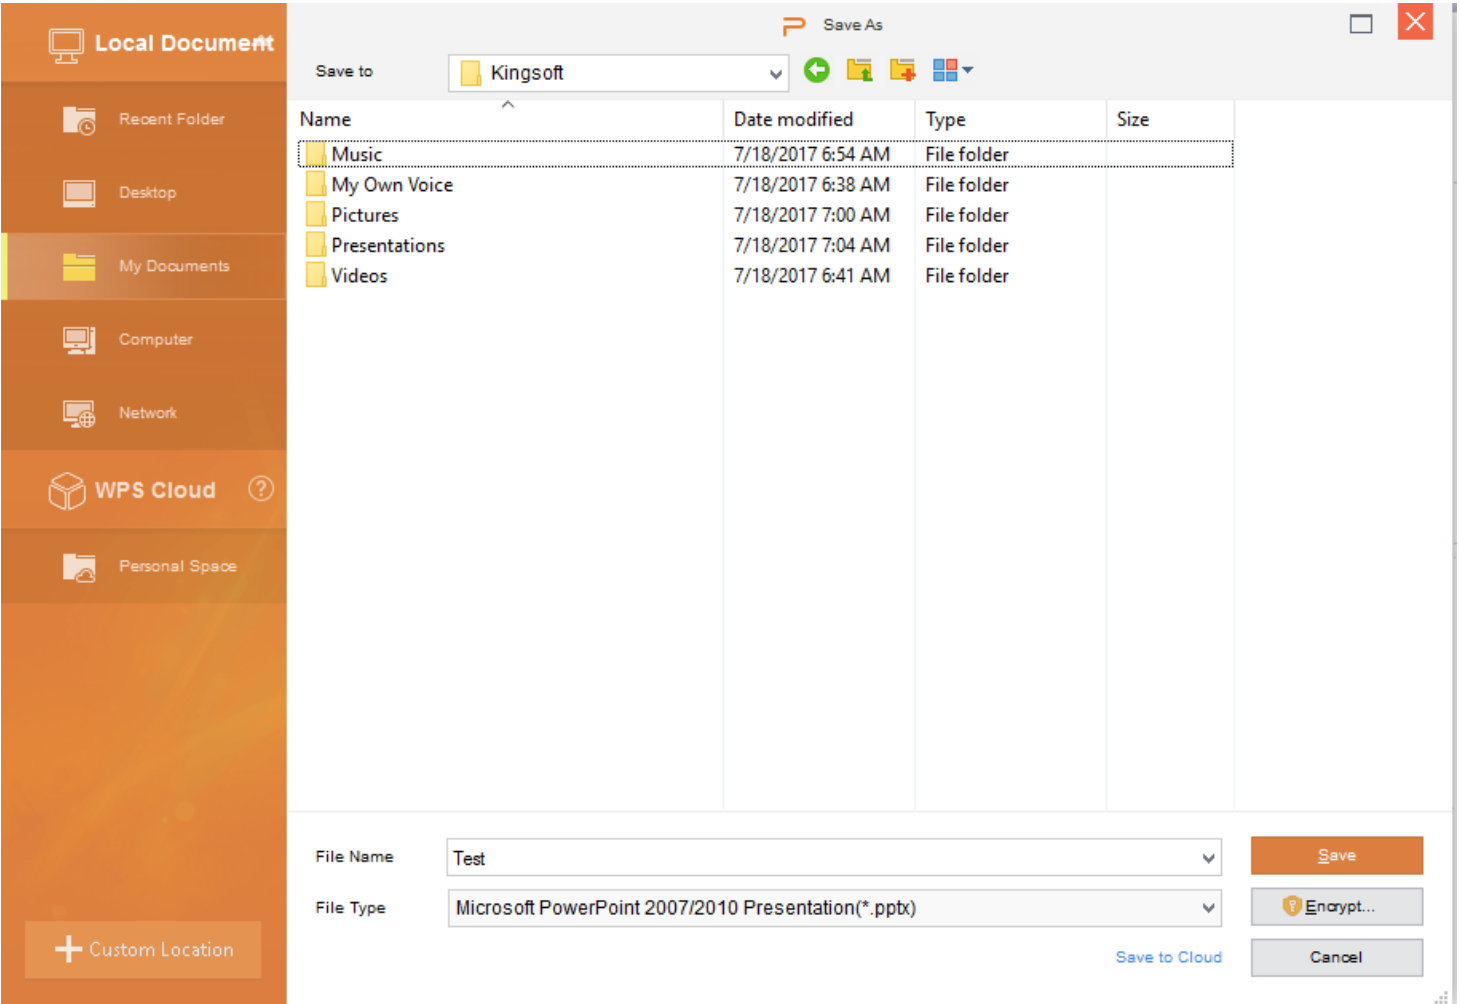 Local Document
Recent Folder
Desktop
My Documents
Computer
Network
WPS Cloud ?
Personal Space
Custom Location
Save As
Save to Kingsoft
Name Date modified Type Size
Music 7/18/2017 6:54 AM File folder
My Own Voice 7/18/2017 6:38 AM File folder
Pictures 7/18/2017 7:00 AM File folder
Presentations 7/18/2017 7:04 AM File folder
Videos 7/18/2017 6:41 AM File folder
File Name Test Save
File Type Microsoft PowerPoint 2007/2010 Presentation(*.pptx) Encrypt...
Save to Cloud Cancel